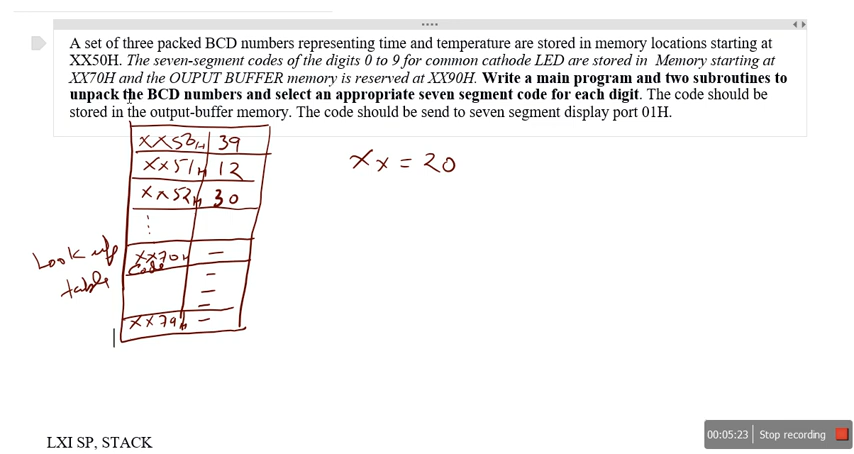 A set of three packed BCD numbers representing time and temperature are stored in memory locations starting at
XX50H. The seven-segment codes of the digits 0 to 9 for common cathode LED are stored in Memory starting at
XX70H and the OUPUT BUFFER memory is reserved at XX90H. Write a main program and two subroutines to
unpack the BCD numbers and select an appropriate seven segment code for each digit. The code should be
stored in the output-buffer memory. The code should be send to seven segment display port 01H.
XX50H 39
XX51H 12
XX52H 30
XX = 20
Look up
table
XX70H —
Code
XX79H —
LXI SP, STACK
00:05:23 Stop recording